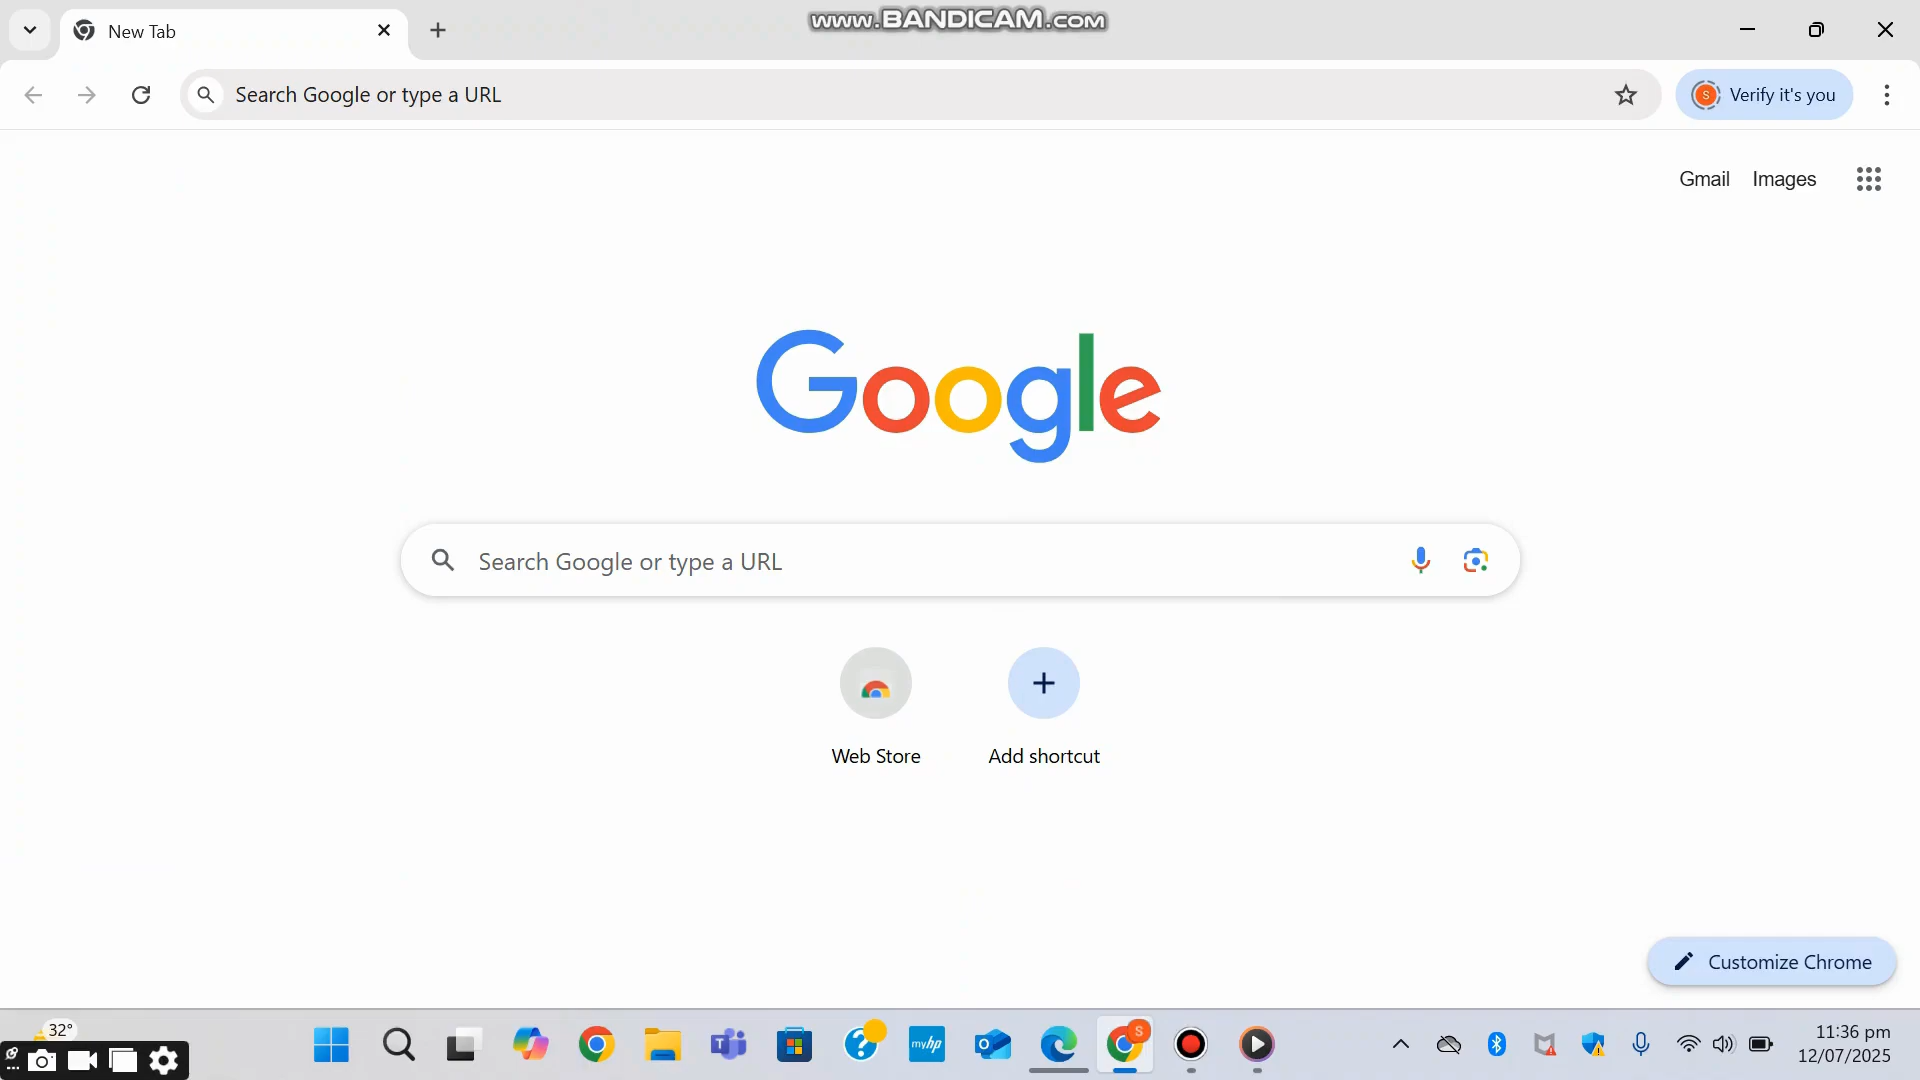 www.BANDICAM.com
New Tab
Search Google or type a URL
S Verify it's you
Gmail Images
Google
Search Google or type a URL
Web Store Add shortcut
Customize Chrome
32°
myhp
S
11:36 pm
12/07/2025